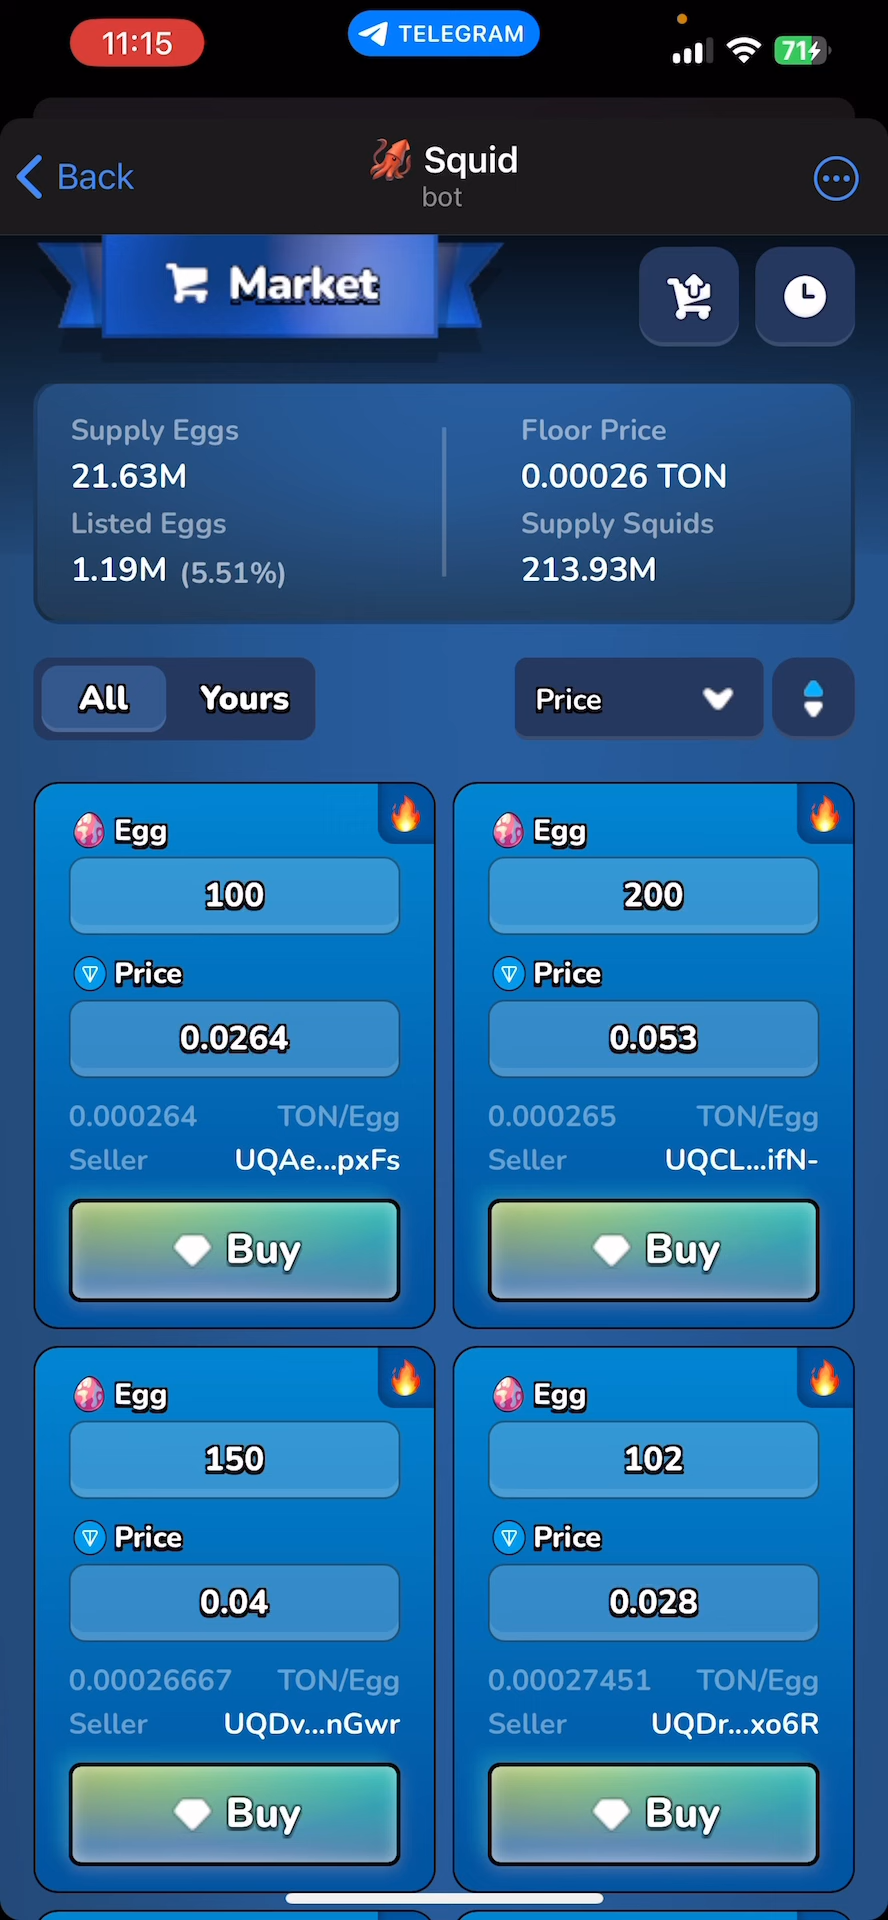 11:15
TELEGRAM
71
Back
Squid
bot
Market
Supply Eggs
21.63M
Listed Eggs
1.19M (5.51%)
Floor Price
0.00026 TON
Supply Squids
213.93M
All
Yours
Price
Egg
100
Price
0.0264
0.000264 TON/Egg
Seller UQAe...pxFs
Buy
Egg
200
Price
0.053
0.000265 TON/Egg
Seller UQCL...ifN-
Buy
Egg
150
Price
0.04
0.00026667 TON/Egg
Seller UQDv...nGwr
Buy
Egg
102
Price
0.028
0.00027451 TON/Egg
Seller UQDr...xo6R
Buy